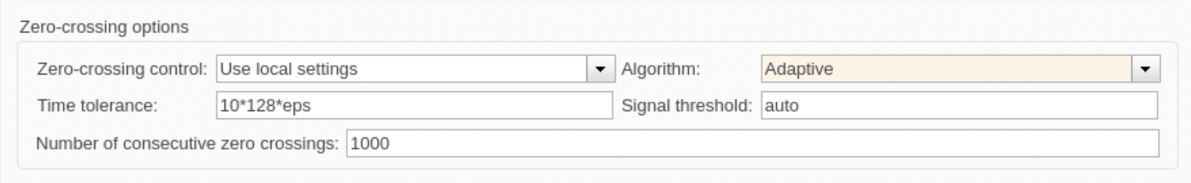 Zero-crossing options
Zero-crossing control: Use local settings Algorithm: Adaptive
Time tolerance: 10*128*eps Signal threshold: auto
Number of consecutive zero crossings: 1000